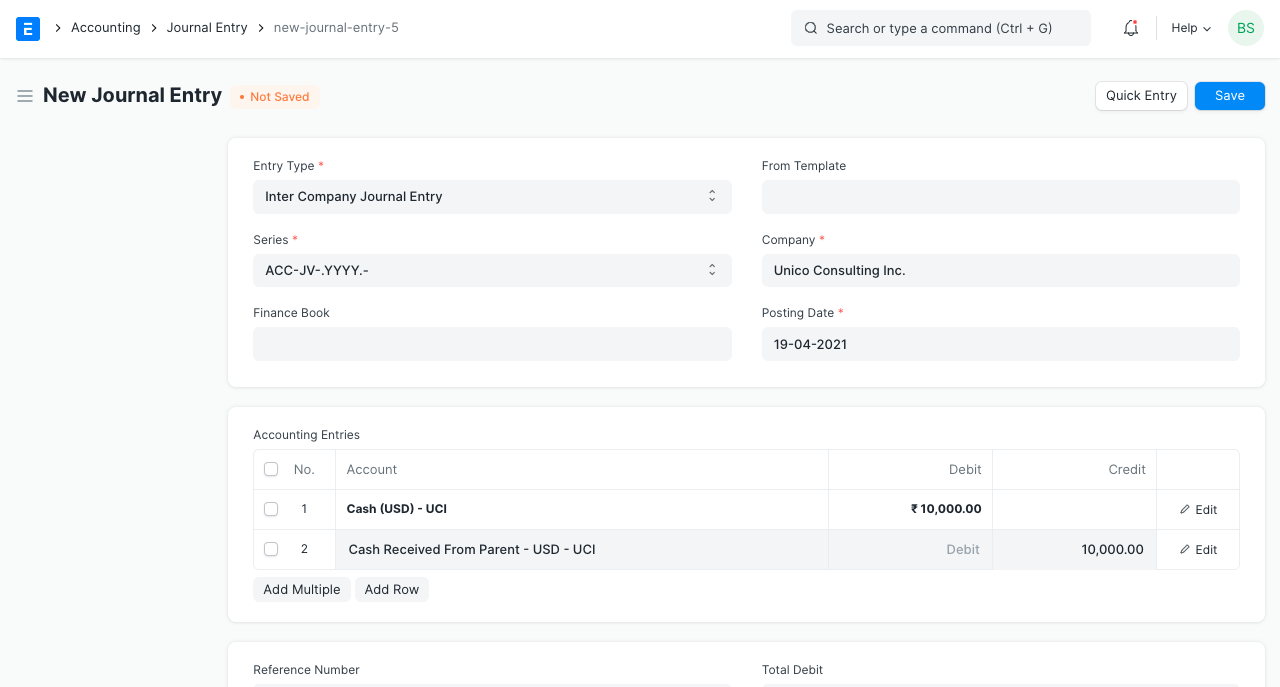 E Accounting Journal Entry new-journal-entry-5 Search or type a command (Ctrl + G) Help BS
New Journal Entry • Not Saved Quick Entry Save
Entry Type * From Template
Inter Company Journal Entry
Series * Company *
ACC-JV-.YYYY.- Unico Consulting Inc.
Finance Book Posting Date *
19-04-2021
Accounting Entries
No. Account Debit Credit
1 Cash (USD) - UCI ₹ 10,000.00 Edit
2 Cash Received From Parent - USD - UCI Debit 10,000.00 Edit
Add Multiple Add Row
Reference Number Total Debit